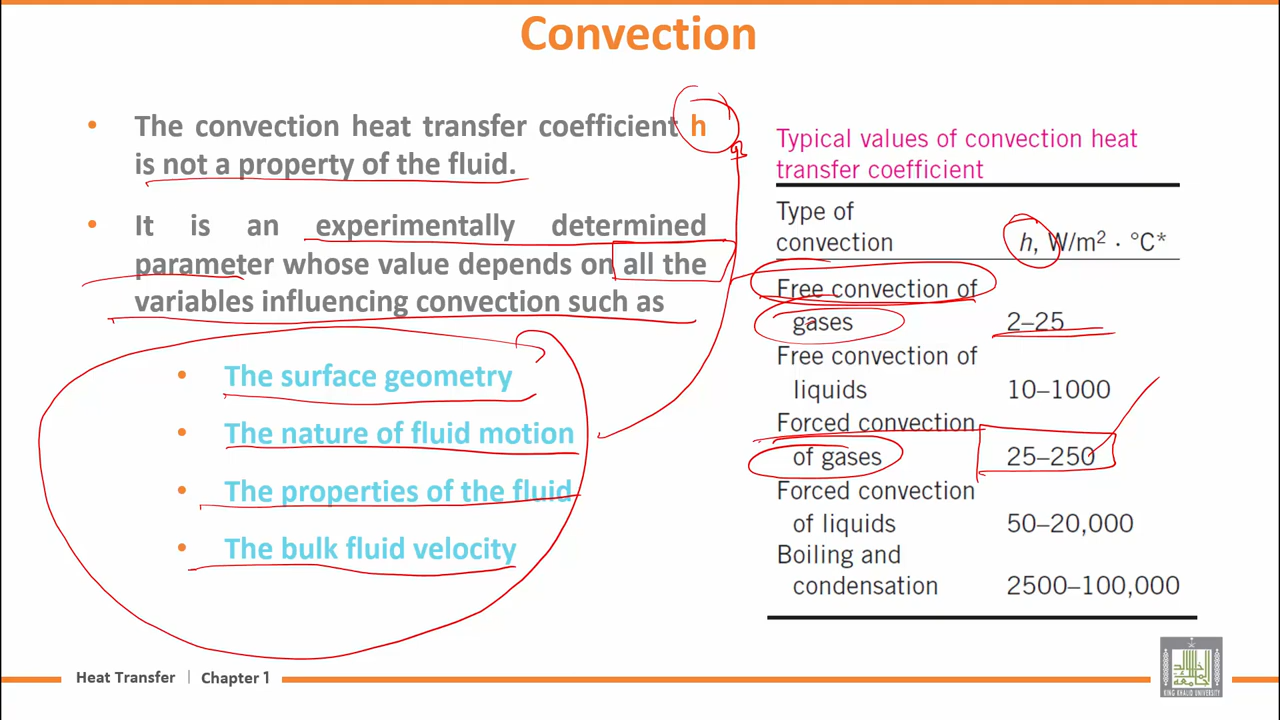 Convection
• The convection heat transfer coefficient h
is not a property of the fluid.
• It is an experimentally determined
parameter whose value depends on all the
variables influencing convection such as
• The surface geometry
• The nature of fluid motion
• The properties of the fluid
• The bulk fluid velocity
Typical values of convection heat
transfer coefficient
Type of
convection h, W/m² · °C*
Free convection of
gases 2–25
Free convection of
liquids 10–1000
Forced convection
of gases 25–250
Forced convection
of liquids 50–20,000
Boiling and
condensation 2500–100,000
Heat Transfer | Chapter 1
KING KHALID UNIVERSITY